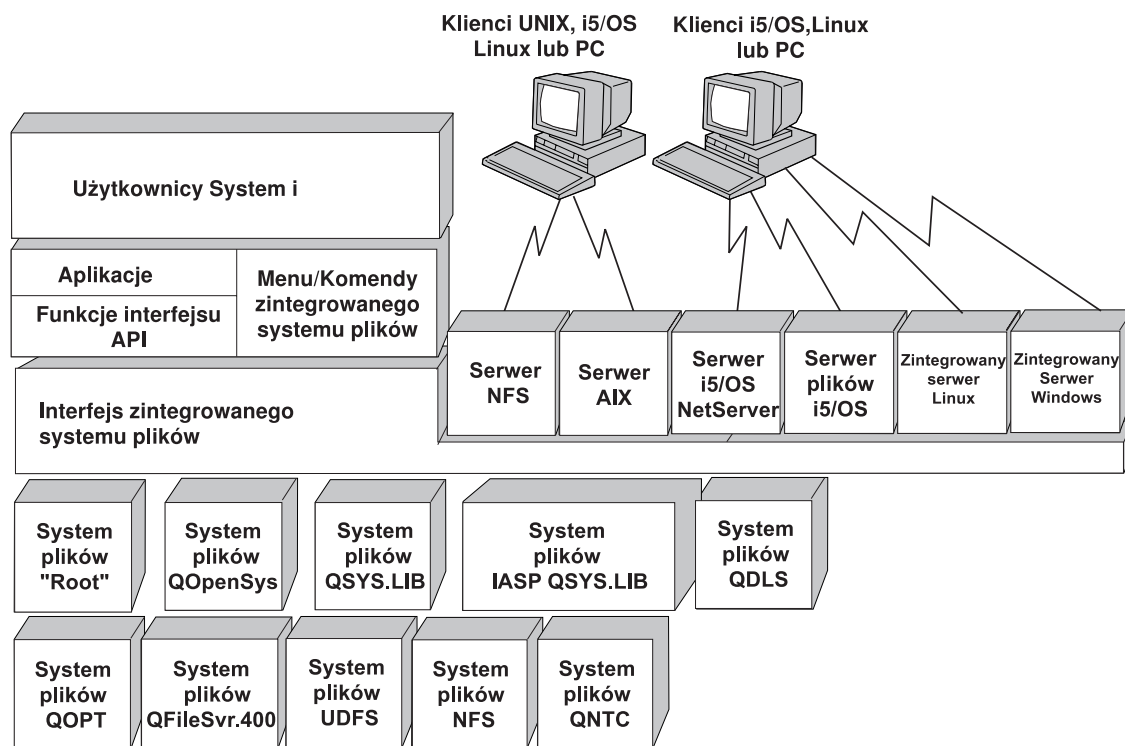 Klienci UNIX, i5/OS
Linux lub PC
Klienci i5/OS,Linux
lub PC
Użytkownicy System i
Aplikacje
Funkcje interfejsu
API
Menu/Komendy
zintegrowanego
systemu plików
Serwer
NFS
Serwer
AIX
Serwer
i5/OS
NetServer
Serwer
plików
i5/OS
Zintegrowany
serwer
Linux
Zintegrowany
Serwer
Windows
Interfejs zintegrowanego
systemu plików
System
plików
"Root"
System
plików
QOpenSys
System
plików
QSYS.LIB
System
plików
IASP QSYS.LIB
System
plików
QDLS
System
plików
QOPT
System
plików
QFileSvr.400
System
plików
UDFS
System
plików
NFS
System
plików
QNTC